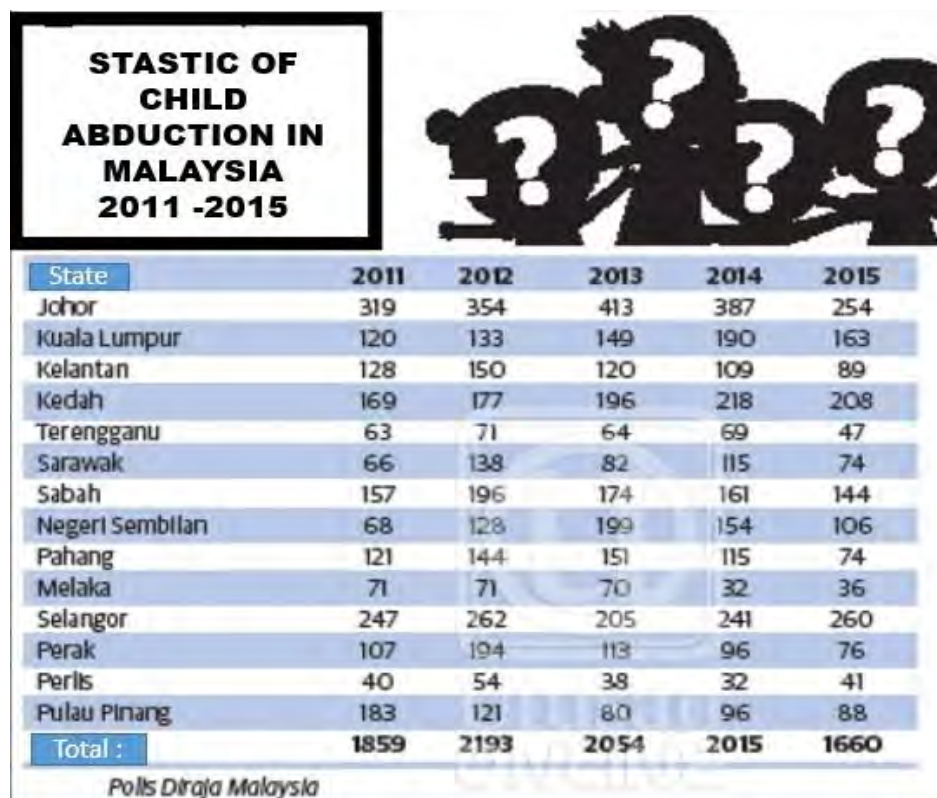 STASTIC OF
CHILD
ABDUCTION IN
MALAYSIA
2011 -2015
? ? ? ?
State 2011 2012 2013 2014 2015
Johor 319 354 413 387 254
Kuala Lumpur 120 133 149 190 163
Kelantan 128 150 120 109 89
Kedah 169 177 196 218 208
Terengganu 63 71 64 69 47
Sarawak 66 138 82 115 74
Sabah 157 196 174 161 144
Negeri Sembilan 68 128 199 154 106
Pahang 121 144 151 115 74
Melaka 71 71 70 32 36
Selangor 247 262 205 241 260
Perak 107 194 113 96 76
Perlis 40 54 38 32 41
Pulau Pinang 183 121 80 96 88
Total : 1859 2193 2054 2015 1660
Polis Diraja Malaysia